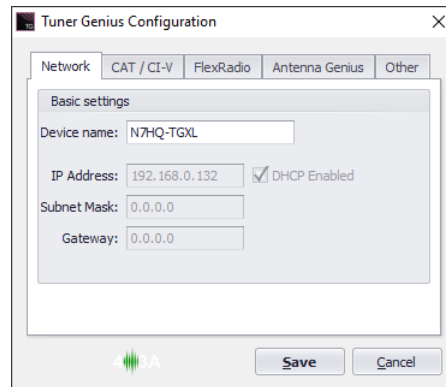 Tuner Genius Configuration
Network CAT / CI-V FlexRadio Antenna Genius Other
Basic settings
Device name: N7HQ-TGXL
IP Address: 192.168.0.132 DHCP Enabled
Subnet Mask: 0.0.0.0
Gateway: 0.0.0.0
4O3A Save Cancel